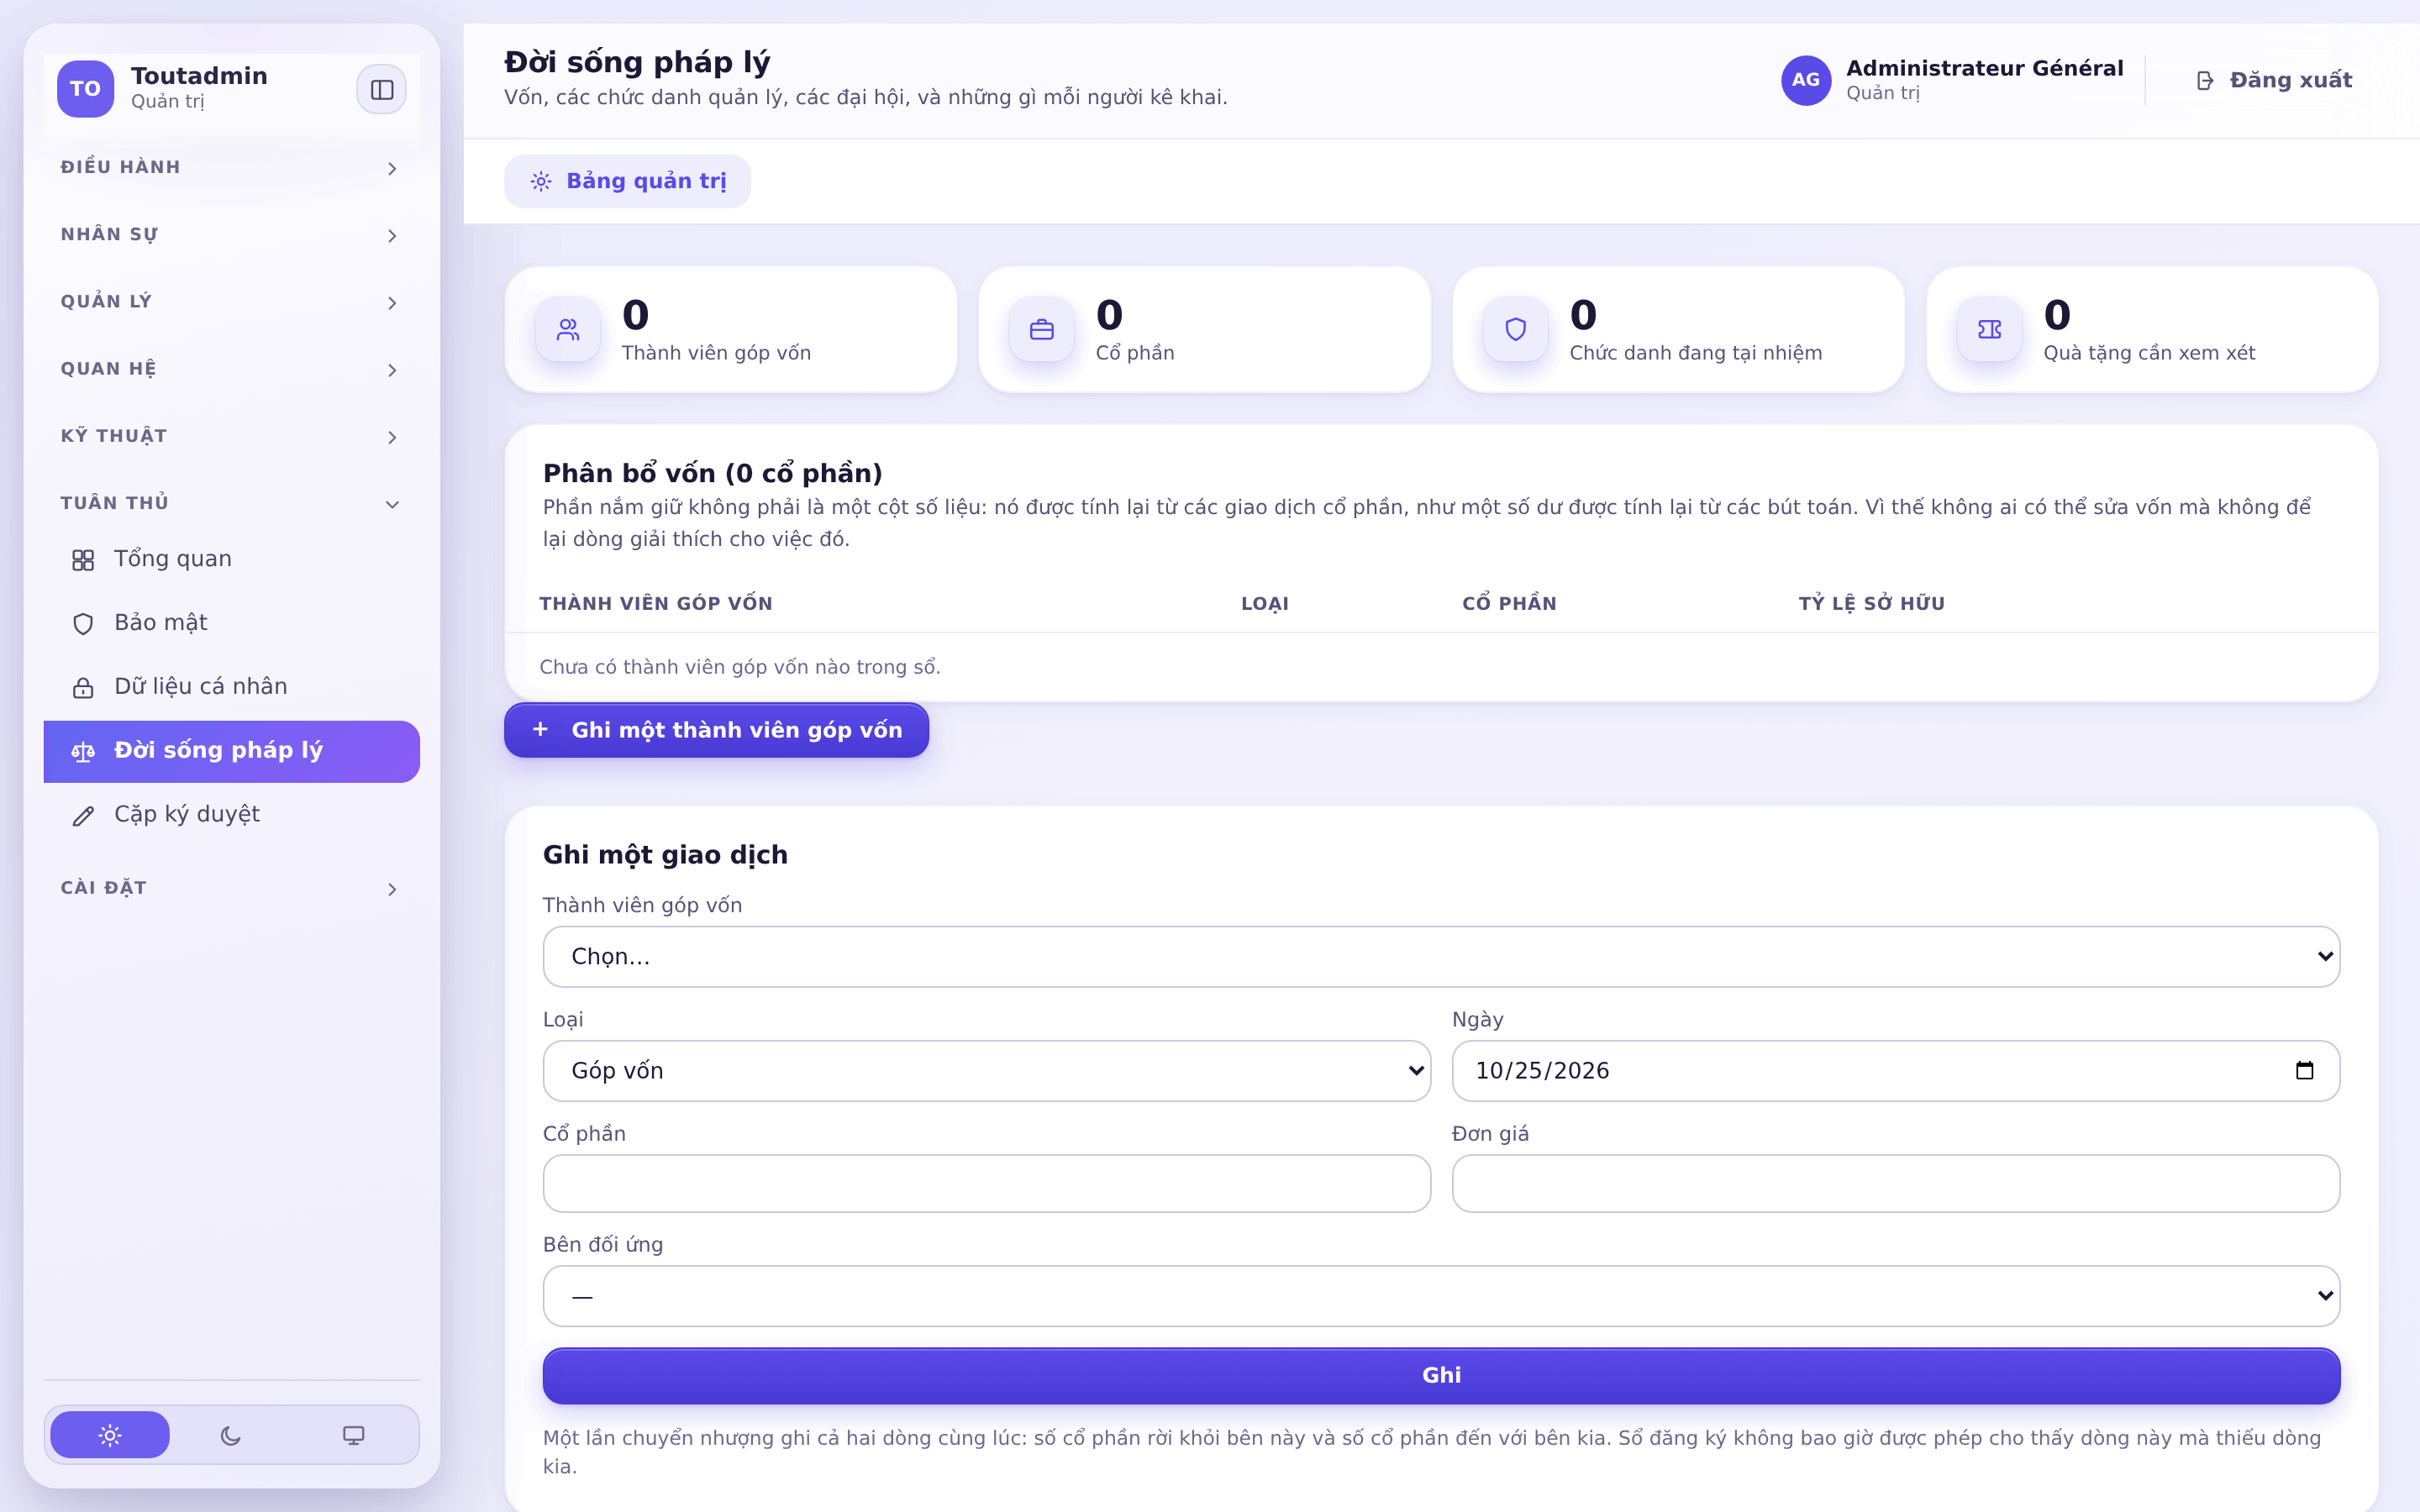 TO
Toutadmin
Quản trị
ĐIỀU HÀNH
NHÂN SỰ
QUẢN LÝ
QUAN HỆ
KỸ THUẬT
TUÂN THỦ
Tổng quan
Bảo mật
Dữ liệu cá nhân
Đời sống pháp lý
Cặp ký duyệt
CÀI ĐẶT
Đời sống pháp lý
Vốn, các chức danh quản lý, các đại hội, và những gì mỗi người kê khai.
AG
Administrateur Général
Quản trị
Đăng xuất
Bảng quản trị
0
Thành viên góp vốn
0
Cổ phần
0
Chức danh đang tại nhiệm
0
Quà tặng cần xem xét
Phân bổ vốn (0 cổ phần)
Phần nắm giữ không phải là một cột số liệu: nó được tính lại từ các giao dịch cổ phần, như một số dư được tính lại từ các bút toán. Vì thế không ai có thể sửa vốn mà không để
lại dòng giải thích cho việc đó.
THÀNH VIÊN GÓP VỐN LOẠI CỔ PHẦN TỶ LỆ SỞ HỮU
Chưa có thành viên góp vốn nào trong sổ.
+ Ghi một thành viên góp vốn
Ghi một giao dịch
Thành viên góp vốn
Chọn...
Loại Ngày
Góp vốn 10/25/2026
Cổ phần Đơn giá
Bên đối ứng
—
Ghi
Một lần chuyển nhượng ghi cả hai dòng cùng lúc: số cổ phần rời khỏi bên này và số cổ phần đến với bên kia. Sổ đăng ký không bao giờ được phép cho thấy dòng này mà thiếu dòng
kia.